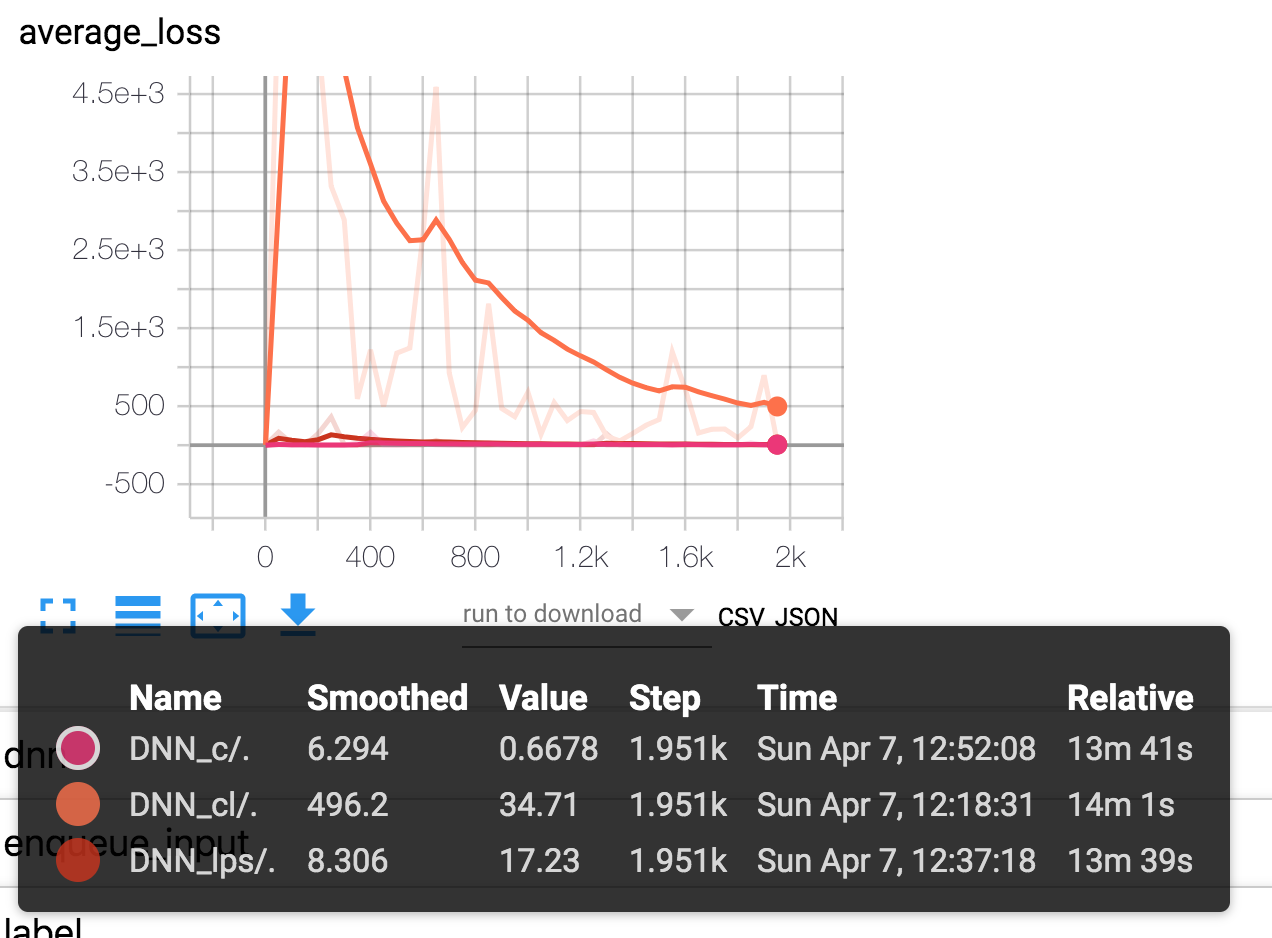 average_loss
4.5e+3
3.5e+3
2.5e+3
1.5e+3
500
-500
0 400 800 1.2k 1.6k 2k
run to download CSV JSON
Name Smoothed Value Step Time Relative
DNN_c/. 6.294 0.6678 1.951k Sun Apr 7, 12:52:08 13m 41s
dnn
DNN_cl/. 496.2 34.71 1.951k Sun Apr 7, 12:18:31 14m 1s
enqueue_input
DNN_lps/. 8.306 17.23 1.951k Sun Apr 7, 12:37:18 13m 39s
label